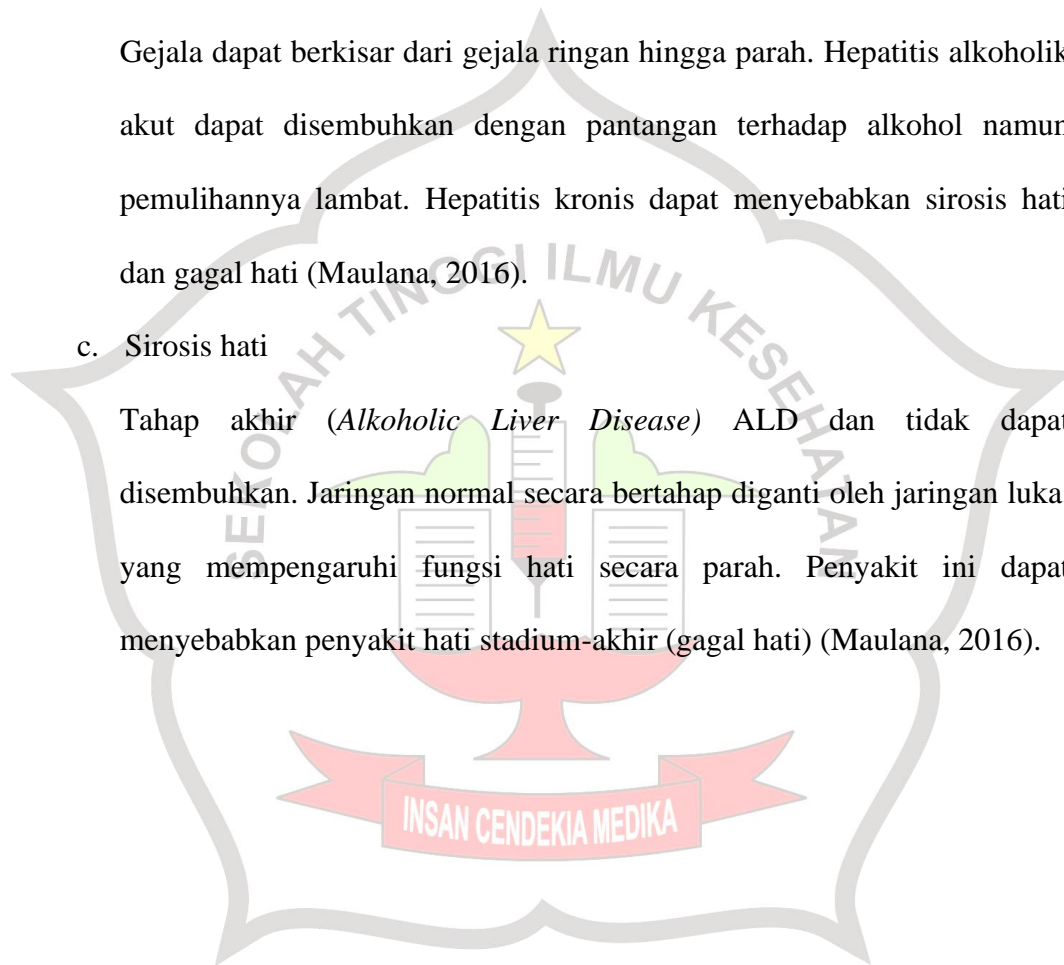 Gejala dapat berkisar dari gejala ringan hingga parah. Hepatitis alkoholik
akut dapat disembuhkan dengan pantangan terhadap alkohol namun
pemulihannya lambat. Hepatitis kronis dapat menyebabkan sirosis hati
dan gagal hati (Maulana, 2016).
c. Sirosis hati
Tahap akhir (Alkoholic Liver Disease) ALD dan tidak dapat
disembuhkan. Jaringan normal secara bertahap diganti oleh jaringan luka
yang mempengaruhi fungsi hati secara parah. Penyakit ini dapat
menyebabkan penyakit hati stadium-akhir (gagal hati) (Maulana, 2016).
SEKOLAH TINGGI ILMU KESEHATAN
INSAN CENDEKIA MEDIKA